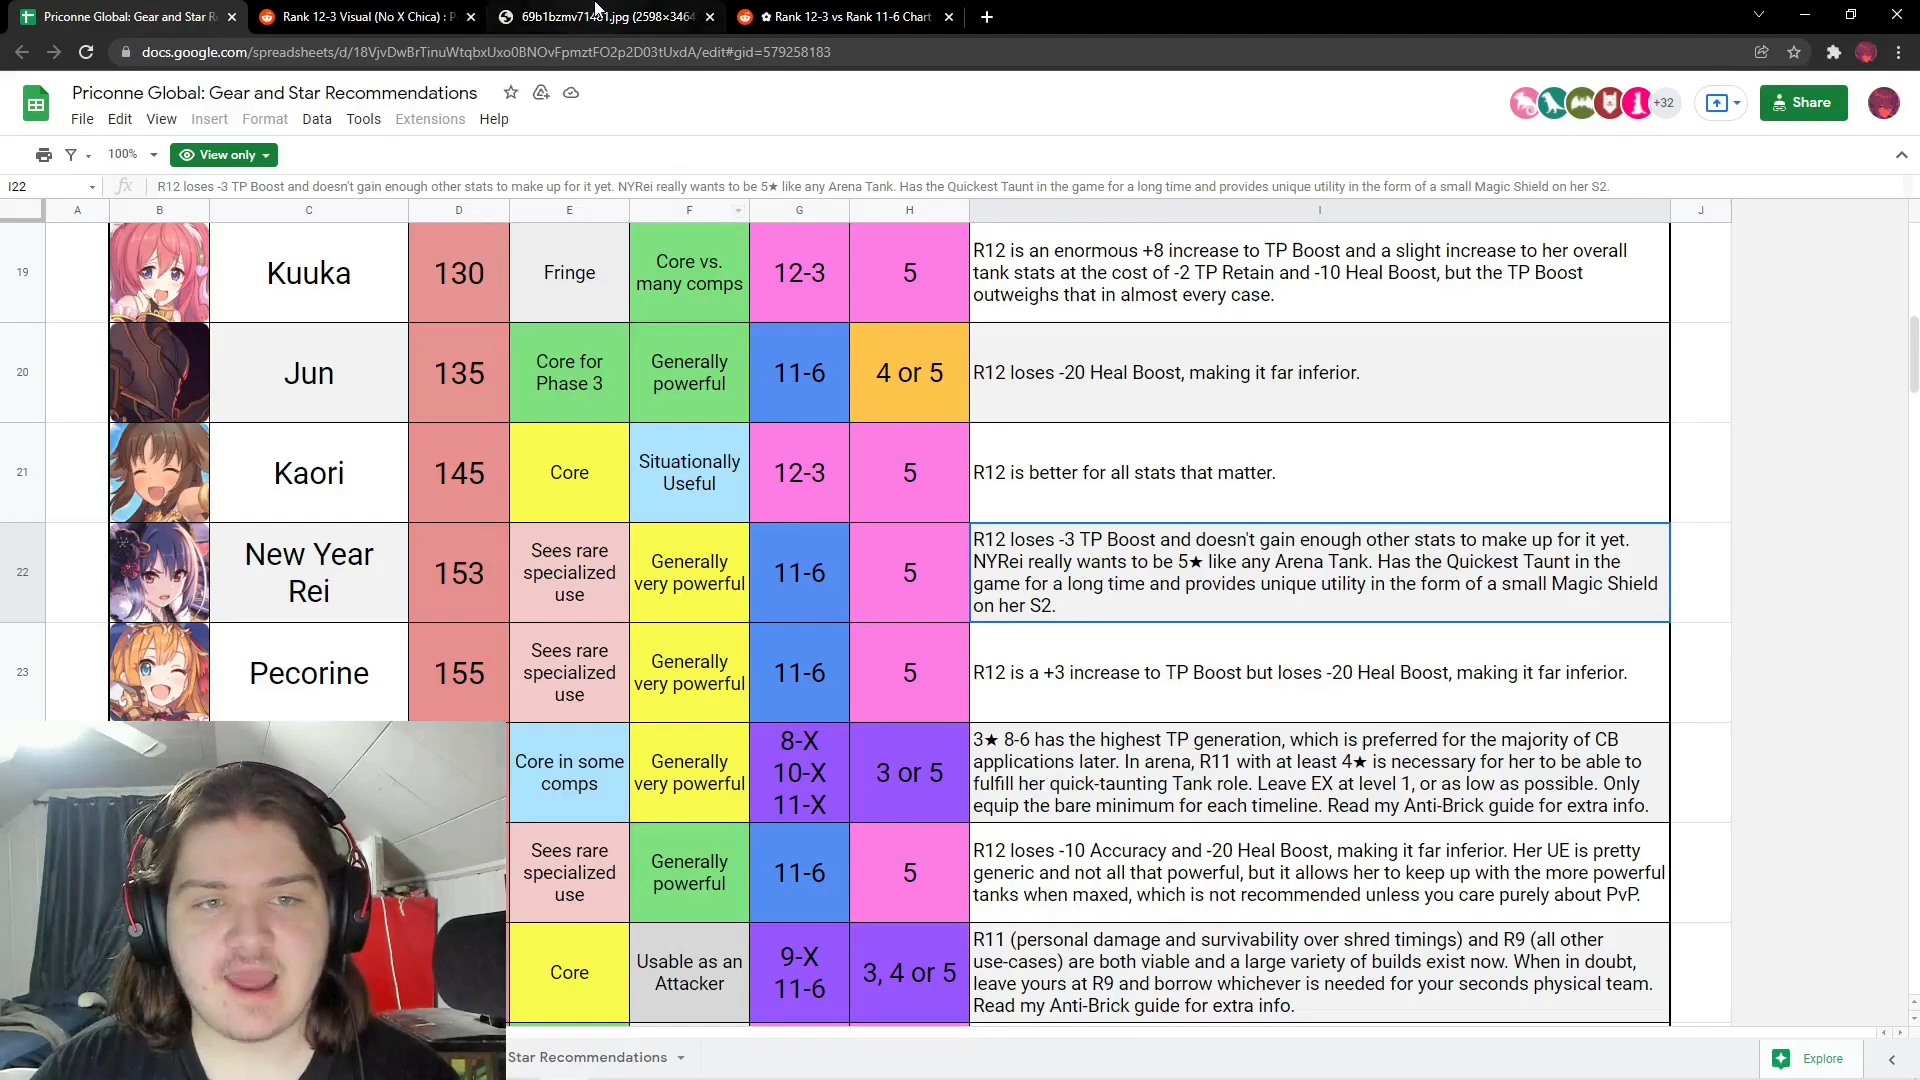 Priconne Global: Gear and Star R
Rank 12-3 Visual (No X Chica) : P
69b1bzmv71481.jpg (2598×3464
✿ Rank 12-3 vs Rank 11-6 Chart
docs.google.com/spreadsheets/d/18VjvDwBrTinuWtqbxUxo0BNOvFpmztFO2p2D03tUxdA/edit#gid=579258183
Priconne Global: Gear and Star Recommendations
+32
Share
File Edit View Insert Format Data Tools Extensions Help
100% View only
I22 fx R12 loses -3 TP Boost and doesn't gain enough other stats to make up for it yet. NYRei really wants to be 5★ like any Arena Tank. Has the Quickest Taunt in the game for a long time and provides unique utility in the form of a small Magic Shield on her S2.
A B C D E F G H I J
19
Kuuka
130
Fringe
Core vs.
many comps
12-3
5
R12 is an enormous +8 increase to TP Boost and a slight increase to her overall
tank stats at the cost of -2 TP Retain and -10 Heal Boost, but the TP Boost
outweighs that in almost every case.
20
Jun
135
Core for
Phase 3
Generally
powerful
11-6
4 or 5
R12 loses -20 Heal Boost, making it far inferior.
21
Kaori
145
Core
Situationally
Useful
12-3
5
R12 is better for all stats that matter.
22
New Year
Rei
153
Sees rare
specialized
use
Generally
very powerful
11-6
5
R12 loses -3 TP Boost and doesn't gain enough other stats to make up for it yet.
NYRei really wants to be 5★ like any Arena Tank. Has the Quickest Taunt in the
game for a long time and provides unique utility in the form of a small Magic Shield
on her S2.
23
Pecorine
155
Sees rare
specialized
use
Generally
very powerful
11-6
5
R12 is a +3 increase to TP Boost but loses -20 Heal Boost, making it far inferior.
Core in some
comps
Generally
very powerful
8-X
10-X
11-X
3 or 5
3★ 8-6 has the highest TP generation, which is preferred for the majority of CB
applications later. In arena, R11 with at least 4★ is necessary for her to be able to
fulfill her quick-taunting Tank role. Leave EX at level 1, or as low as possible. Only
equip the bare minimum for each timeline. Read my Anti-Brick guide for extra info.
Sees rare
specialized
use
Generally
powerful
11-6
5
R12 loses -10 Accuracy and -20 Heal Boost, making it far inferior. Her UE is pretty
generic and not all that powerful, but it allows her to keep up with the more powerful
tanks when maxed, which is not recommended unless you care purely about PvP.
Core
Usable as an
Attacker
9-X
11-6
3, 4 or 5
R11 (personal damage and survivability over shred timings) and R9 (all other
use-cases) are both viable and a large variety of builds exist now. When in doubt,
leave yours at R9 and borrow whichever is needed for your seconds physical team.
Read my Anti-Brick guide for extra info.
Star Recommendations
Explore